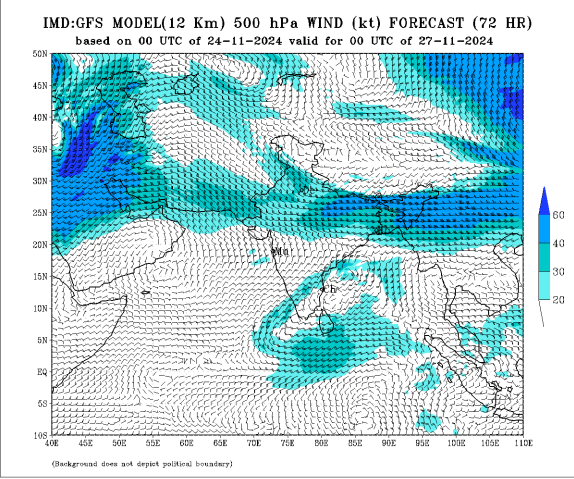 IMD:GFS MODEL(12 Km) 500 hPa WIND (kt) FORECAST (72 HR)
based on 00 UTC of 24-11-2024 valid for 00 UTC of 27-11-2024
50N
45N
40N
35N
30N
25N
20N
15N
10N
5N
EQ
5S
10S
60
40
30
20
Mu
Ch
40E 45E 50E 55E 60E 65E 70E 75E 80E 85E 90E 95E 100E 105E 110E
(Background does not depict political boundary)